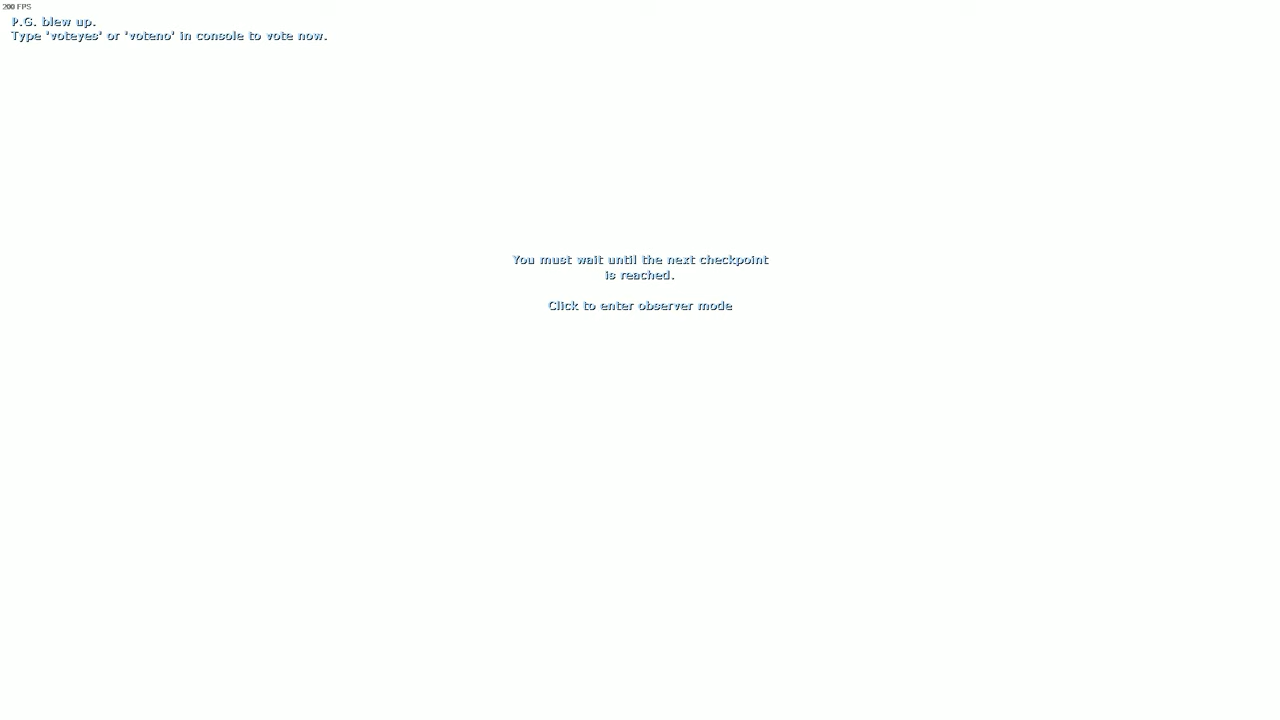 200 FPS
P.G. blew up.
Type 'voteyes' or 'voteno' in console to vote now.
You must wait until the next checkpoint
is reached.
Click to enter observer mode